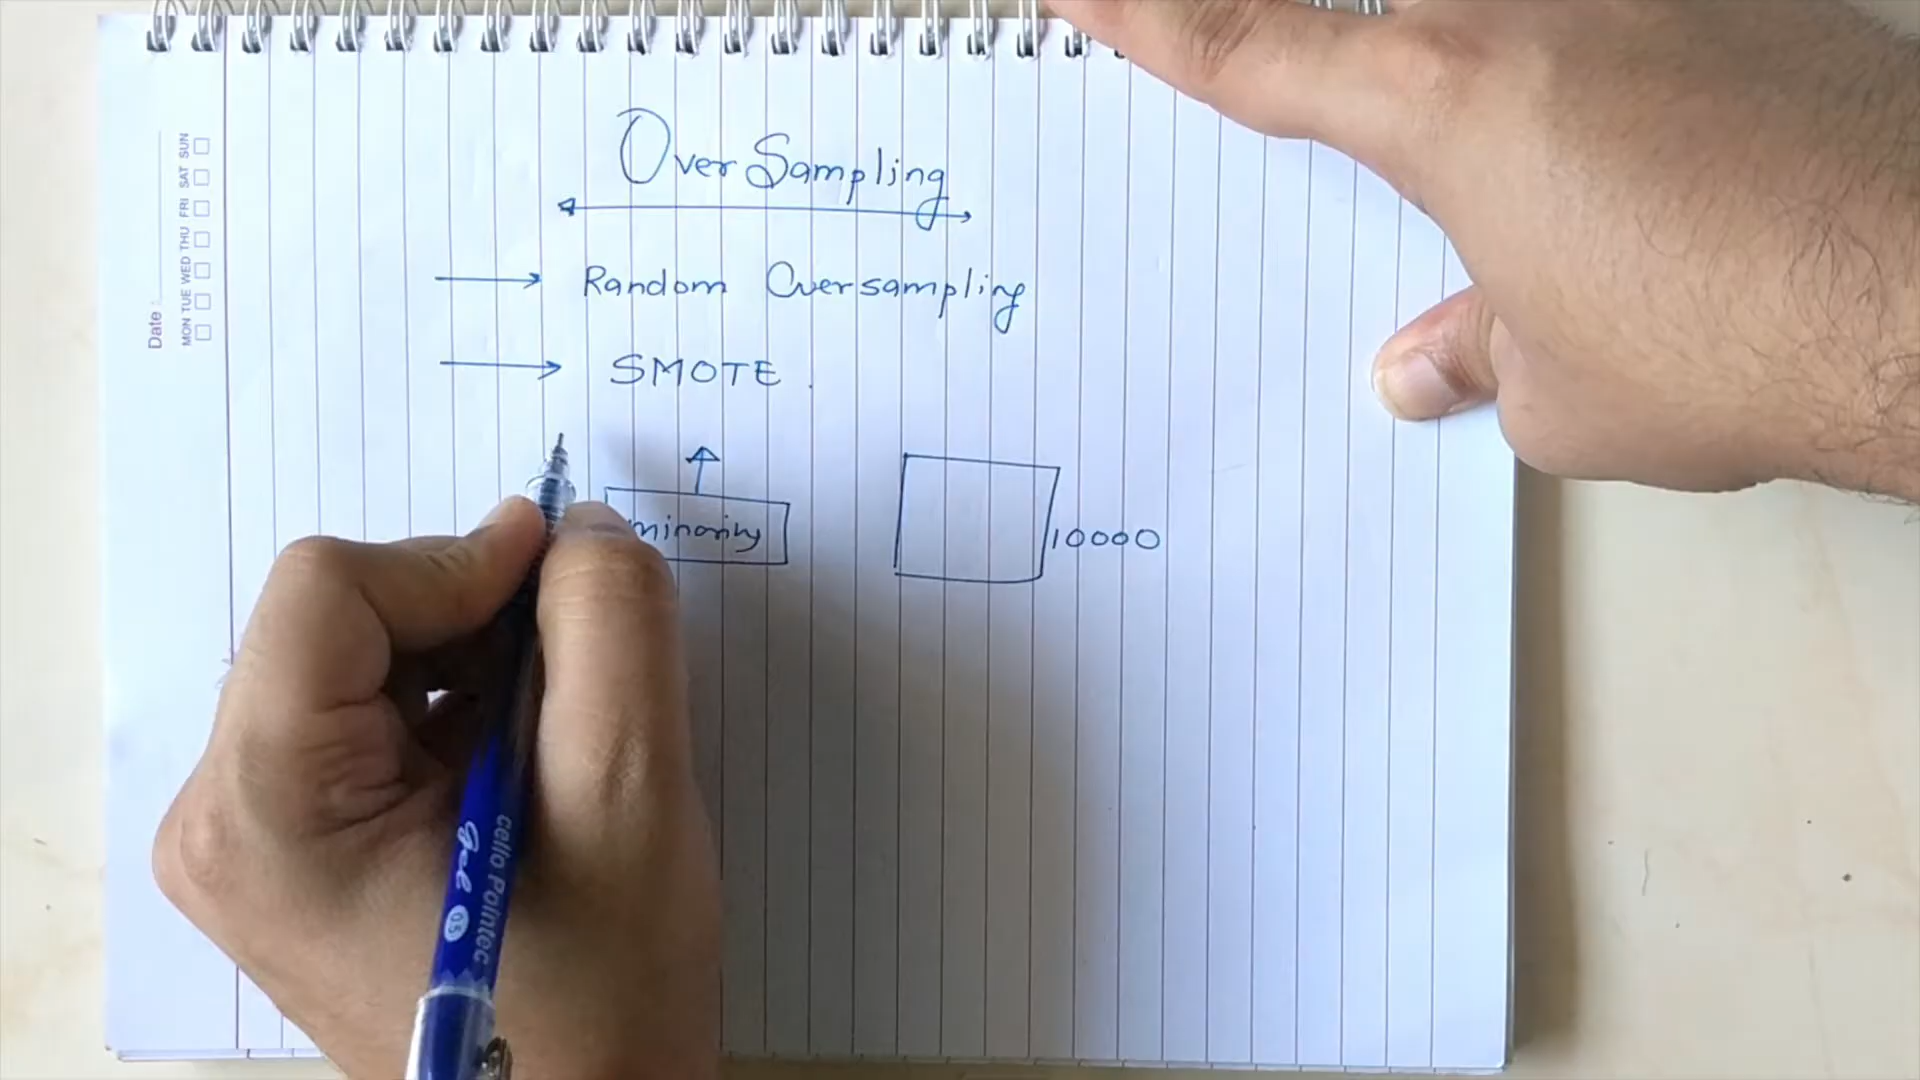 Over Sampling
Random Oversampling
SMOTE.
minority
10000
Date :
MON TUE WED THU FRI SAT SUN
cello Pointec
gel 0.5